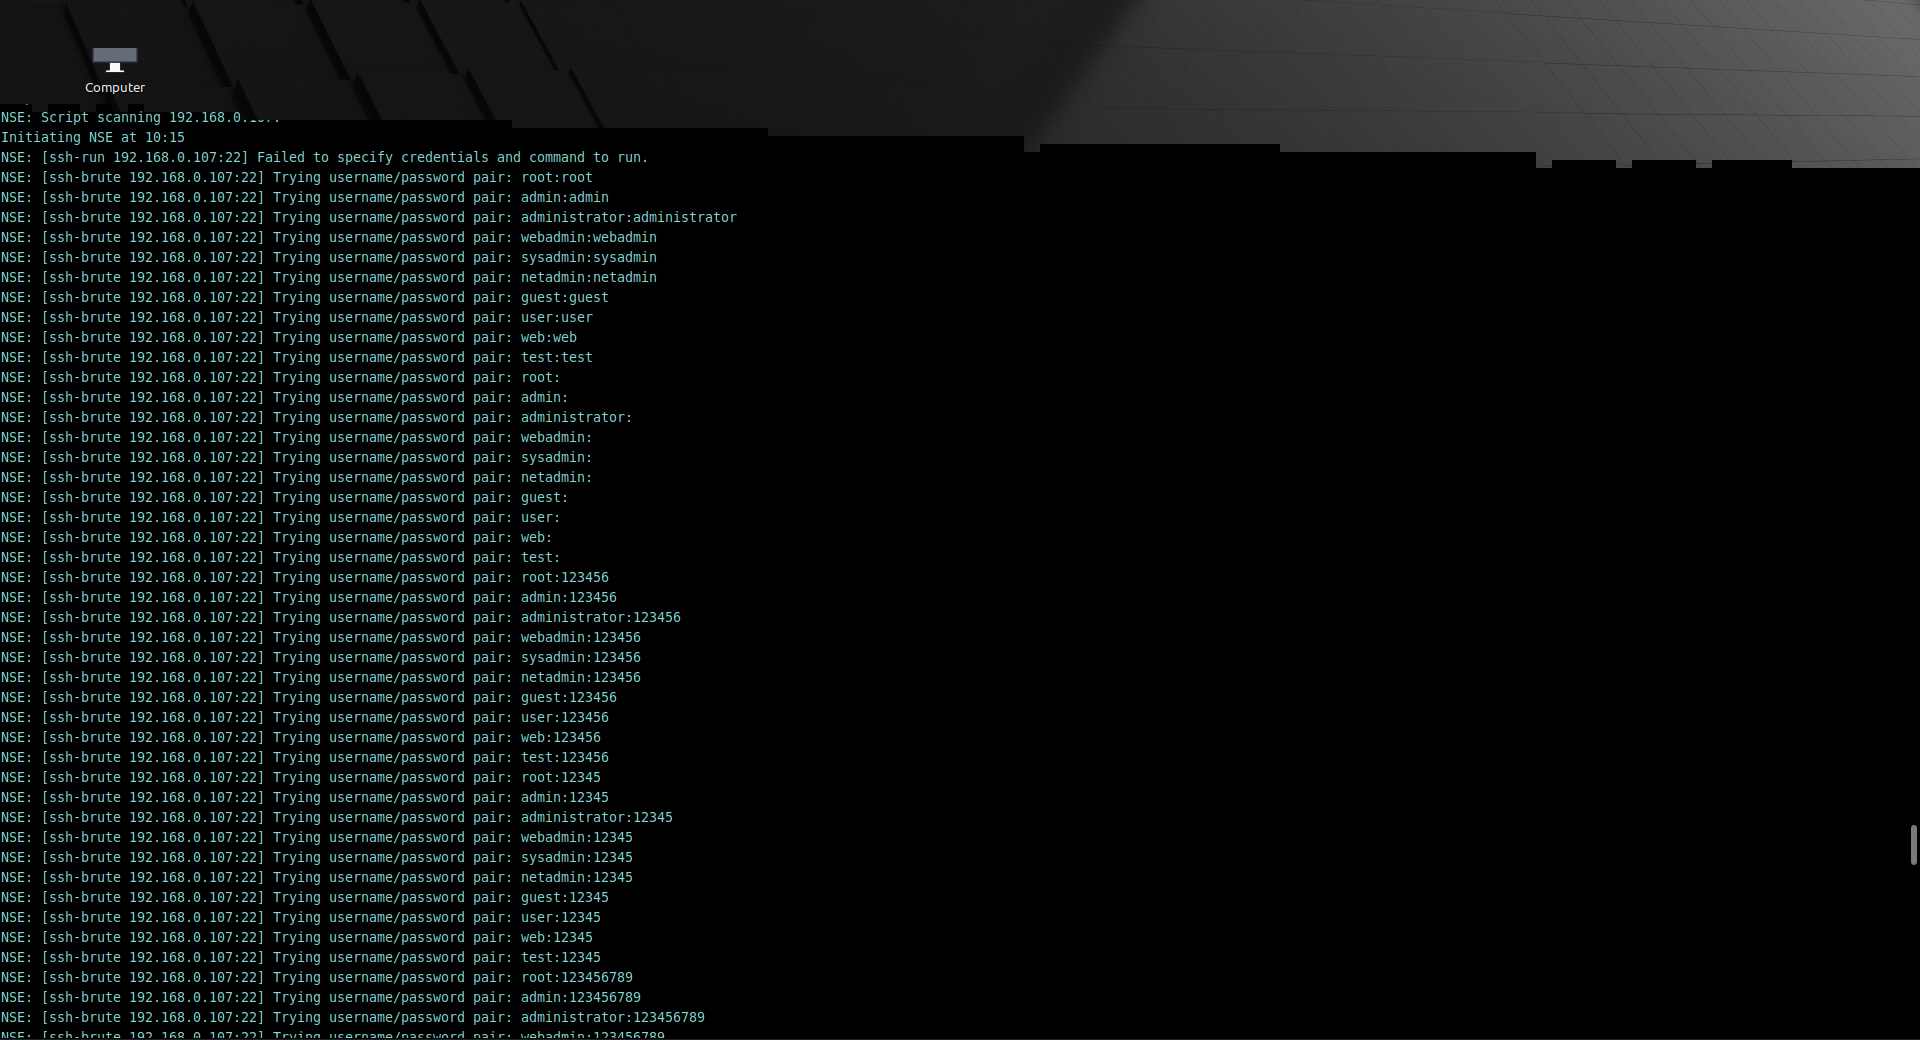 Computer
NSE: Script scanning 192.168.0.107.
Initiating NSE at 10:15
NSE: [ssh-run 192.168.0.107:22] Failed to specify credentials and command to run.
NSE: [ssh-brute 192.168.0.107:22] Trying username/password pair: root:root
NSE: [ssh-brute 192.168.0.107:22] Trying username/password pair: admin:admin
NSE: [ssh-brute 192.168.0.107:22] Trying username/password pair: administrator:administrator
NSE: [ssh-brute 192.168.0.107:22] Trying username/password pair: webadmin:webadmin
NSE: [ssh-brute 192.168.0.107:22] Trying username/password pair: sysadmin:sysadmin
NSE: [ssh-brute 192.168.0.107:22] Trying username/password pair: netadmin:netadmin
NSE: [ssh-brute 192.168.0.107:22] Trying username/password pair: guest:guest
NSE: [ssh-brute 192.168.0.107:22] Trying username/password pair: user:user
NSE: [ssh-brute 192.168.0.107:22] Trying username/password pair: web:web
NSE: [ssh-brute 192.168.0.107:22] Trying username/password pair: test:test
NSE: [ssh-brute 192.168.0.107:22] Trying username/password pair: root:
NSE: [ssh-brute 192.168.0.107:22] Trying username/password pair: admin:
NSE: [ssh-brute 192.168.0.107:22] Trying username/password pair: administrator:
NSE: [ssh-brute 192.168.0.107:22] Trying username/password pair: webadmin:
NSE: [ssh-brute 192.168.0.107:22] Trying username/password pair: sysadmin:
NSE: [ssh-brute 192.168.0.107:22] Trying username/password pair: netadmin:
NSE: [ssh-brute 192.168.0.107:22] Trying username/password pair: guest:
NSE: [ssh-brute 192.168.0.107:22] Trying username/password pair: user:
NSE: [ssh-brute 192.168.0.107:22] Trying username/password pair: web:
NSE: [ssh-brute 192.168.0.107:22] Trying username/password pair: test:
NSE: [ssh-brute 192.168.0.107:22] Trying username/password pair: root:123456
NSE: [ssh-brute 192.168.0.107:22] Trying username/password pair: admin:123456
NSE: [ssh-brute 192.168.0.107:22] Trying username/password pair: administrator:123456
NSE: [ssh-brute 192.168.0.107:22] Trying username/password pair: webadmin:123456
NSE: [ssh-brute 192.168.0.107:22] Trying username/password pair: sysadmin:123456
NSE: [ssh-brute 192.168.0.107:22] Trying username/password pair: netadmin:123456
NSE: [ssh-brute 192.168.0.107:22] Trying username/password pair: guest:123456
NSE: [ssh-brute 192.168.0.107:22] Trying username/password pair: user:123456
NSE: [ssh-brute 192.168.0.107:22] Trying username/password pair: web:123456
NSE: [ssh-brute 192.168.0.107:22] Trying username/password pair: test:123456
NSE: [ssh-brute 192.168.0.107:22] Trying username/password pair: root:12345
NSE: [ssh-brute 192.168.0.107:22] Trying username/password pair: admin:12345
NSE: [ssh-brute 192.168.0.107:22] Trying username/password pair: administrator:12345
NSE: [ssh-brute 192.168.0.107:22] Trying username/password pair: webadmin:12345
NSE: [ssh-brute 192.168.0.107:22] Trying username/password pair: sysadmin:12345
NSE: [ssh-brute 192.168.0.107:22] Trying username/password pair: netadmin:12345
NSE: [ssh-brute 192.168.0.107:22] Trying username/password pair: guest:12345
NSE: [ssh-brute 192.168.0.107:22] Trying username/password pair: user:12345
NSE: [ssh-brute 192.168.0.107:22] Trying username/password pair: web:12345
NSE: [ssh-brute 192.168.0.107:22] Trying username/password pair: test:12345
NSE: [ssh-brute 192.168.0.107:22] Trying username/password pair: root:123456789
NSE: [ssh-brute 192.168.0.107:22] Trying username/password pair: admin:123456789
NSE: [ssh-brute 192.168.0.107:22] Trying username/password pair: administrator:123456789
NSE: [ssh-brute 192.168.0.107:22] Trying username/password pair: webadmin:123456789